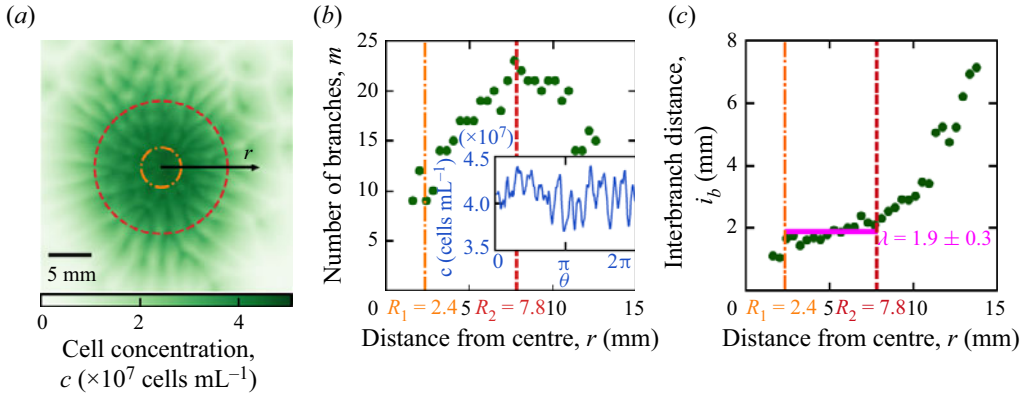 (a)
r
5 mm
0 2 4
Cell concentration,
c (×10⁷ cells mL⁻¹)
(b)
Number of branches, m
25
20
15
10
5
0
R₁ = 2.4
5
R₂ = 7.8
10
15
Distance from centre, r (mm)
(×10⁷)
c (cells mL⁻¹)
4.5
4.0
3.5
0
π
2π
θ
(c)
Interbranch distance,
i_b (mm)
8
6
4
2
0
R₁ = 2.4
5
R₂ = 7.8
10
15
λ = 1.9 ± 0.3
Distance from centre, r (mm)